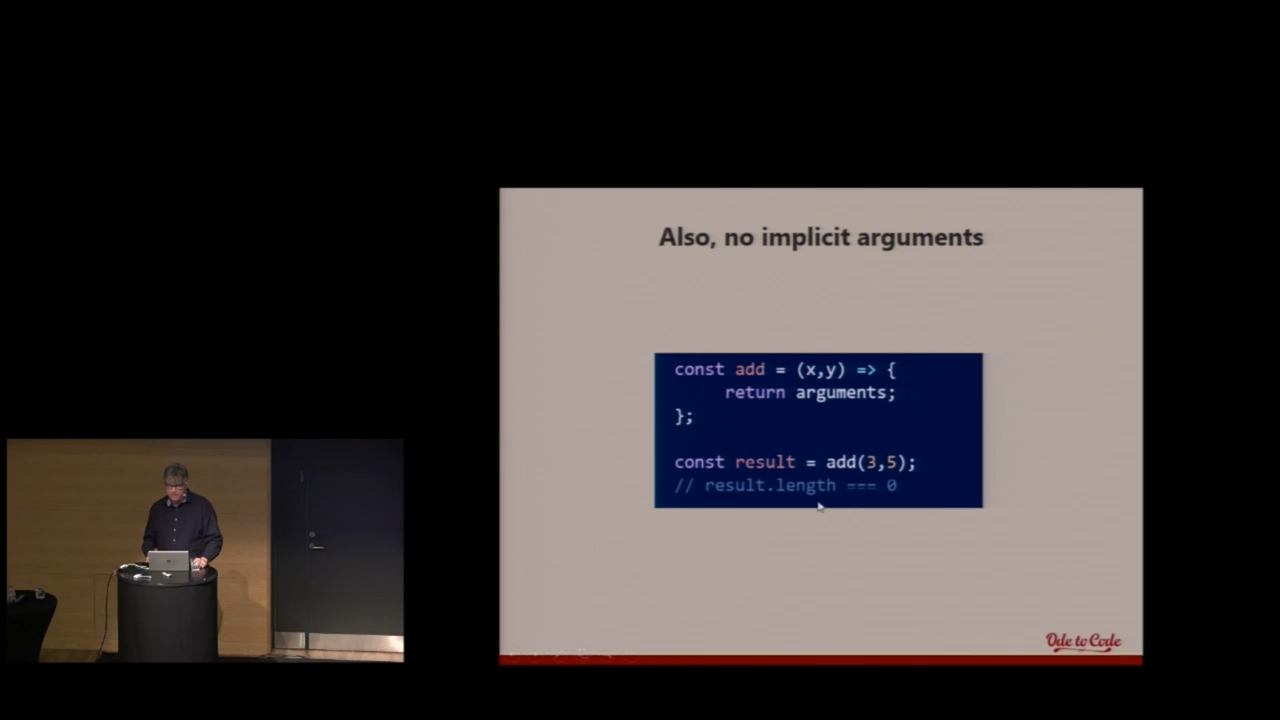 Also, no implicit arguments
const add = (x,y) => {
return arguments;
};
const result = add(3,5);
// result.length === 0
Ode to Code